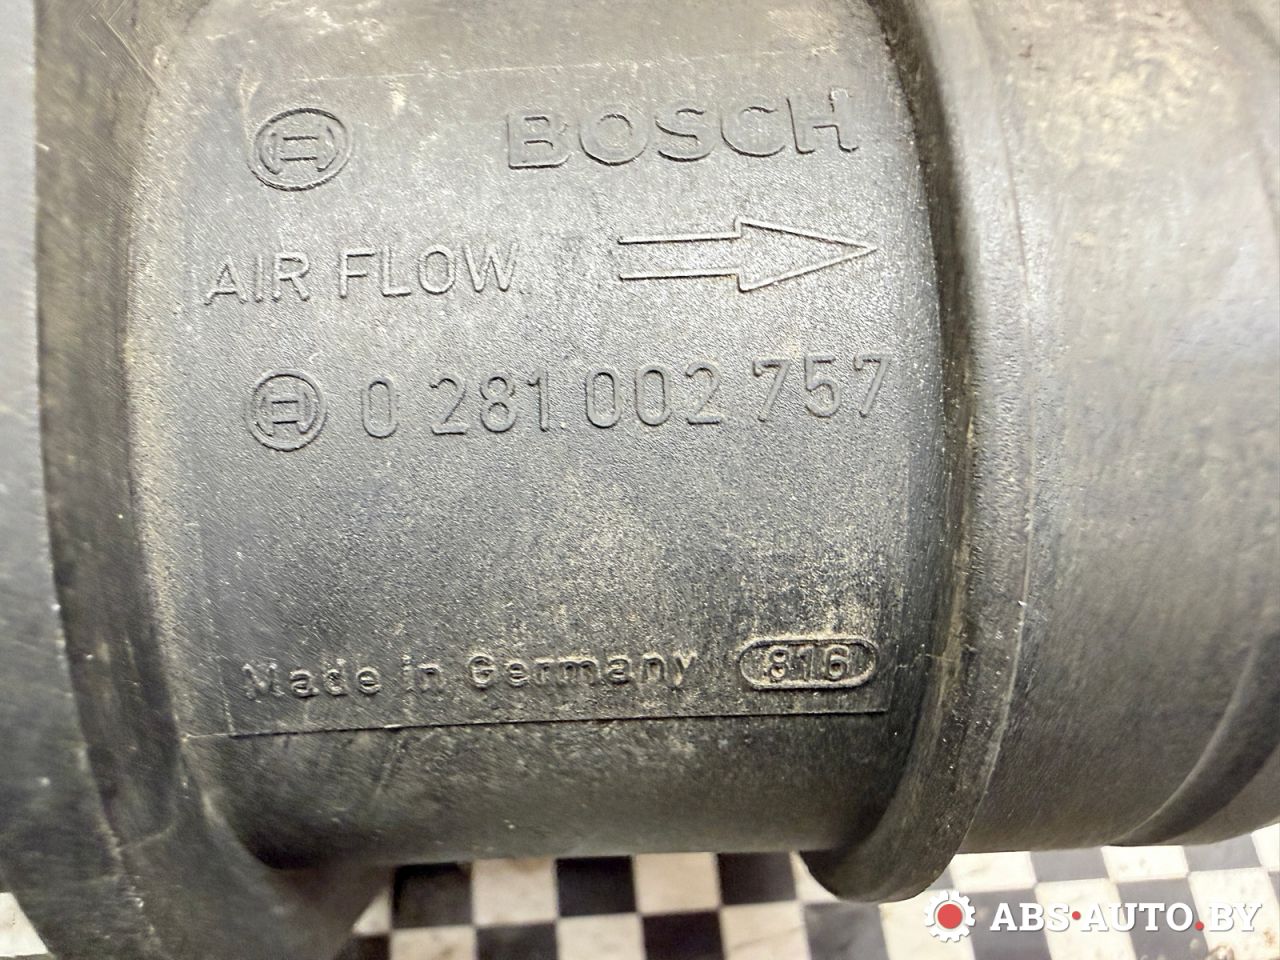 BOSCH
AIR FLOW
0 281 002 757
Made in Germany 816
ABS-AUTO.BY